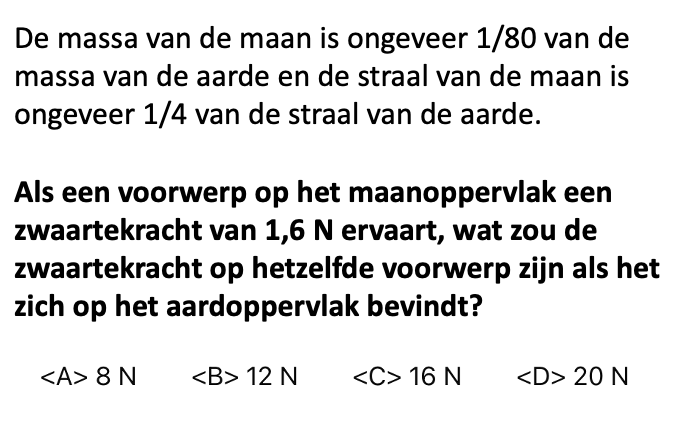 De massa van de maan is ongeveer 1/80 van de
massa van de aarde en de straal van de maan is
ongeveer 1/4 van de straal van de aarde.
Als een voorwerp op het maanoppervlak een
zwaartekracht van 1,6 N ervaart, wat zou de
zwaartekracht op hetzelfde voorwerp zijn als het
zich op het aardoppervlak bevindt?
<A> 8 N <B> 12 N <C> 16 N <D> 20 N